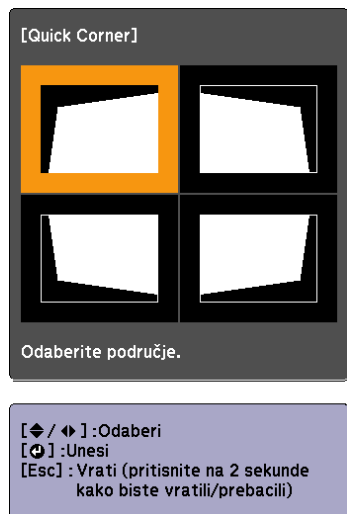 [Quick Corner]
Odaberite područje.
[ / ] :Odaberi
[ ] :Unesi
[Esc] : Vrati (pritisnite na 2 sekunde
kako biste vratili/prebacili)